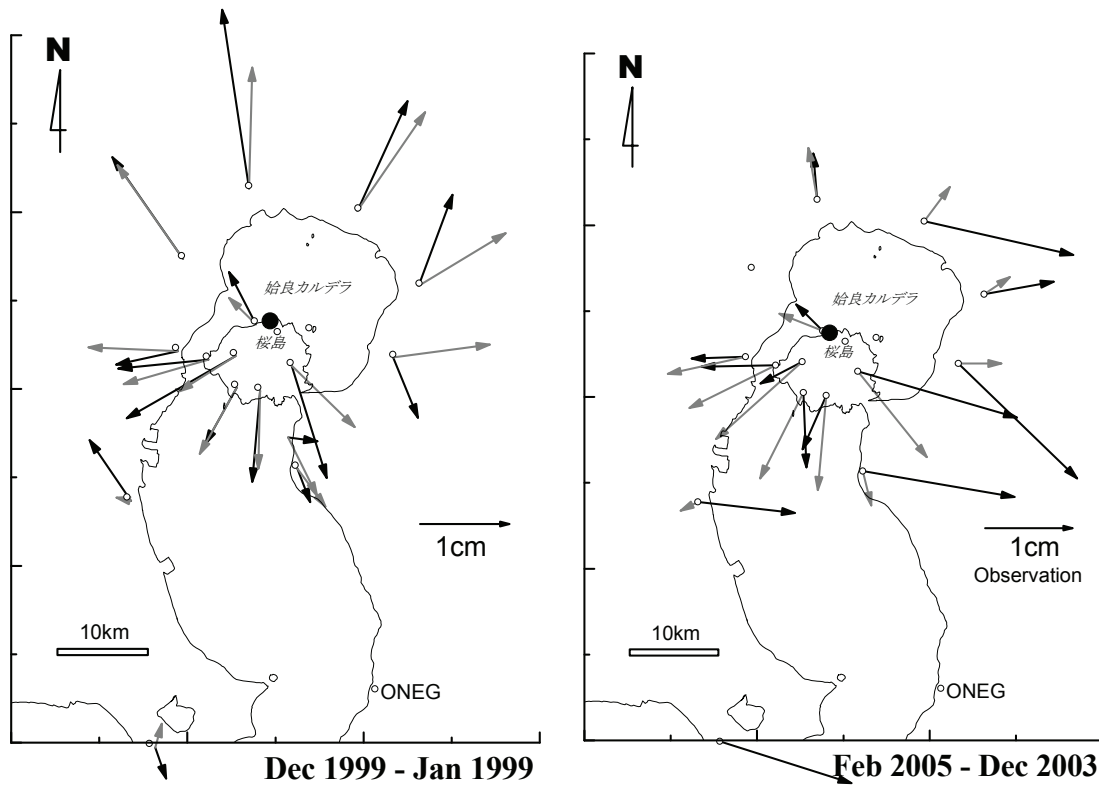 N
姶良カルデラ
桜島
1cm
10km
ONEG
Dec 1999 - Jan 1999
N
姶良カルデラ
桜島
1cm
Observation
10km
ONEG
Feb 2005 - Dec 2003